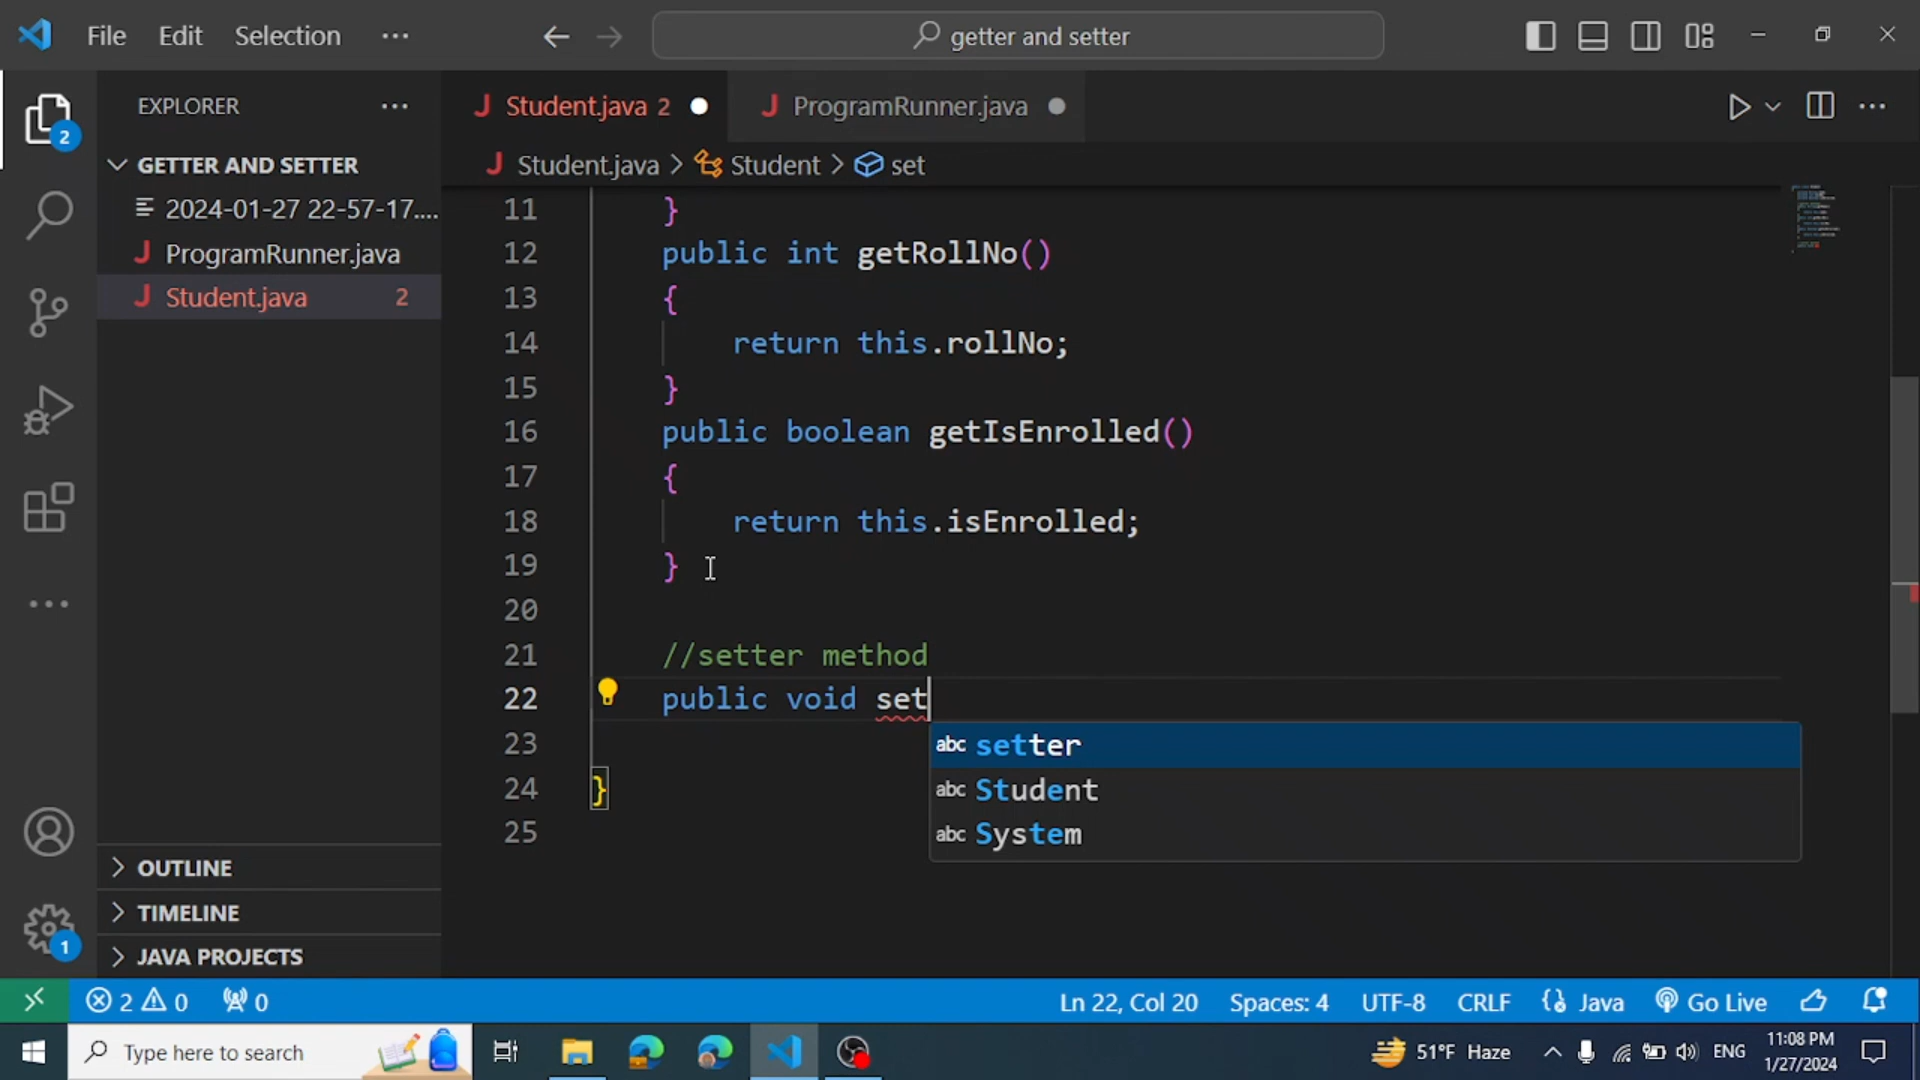 File Edit Selection ... getter and setter
EXPLORER ...
Student.java 2 ProgramRunner.java
GETTER AND SETTER
Student.java > Student > set
2024-01-27 22-57-17....
ProgramRunner.java
Student.java 2
2
11 }
12 public int getRollNo()
13 {
14 return this.rollNo;
15 }
16 public boolean getIsEnrolled()
17 {
18 return this.isEnrolled;
19 }
20
21 //setter method
22 public void set
23
24 }
25
abc setter
abc Student
abc System
OUTLINE
TIMELINE
JAVA PROJECTS
1
2 0 0 Ln 22, Col 20 Spaces: 4 UTF-8 CRLF Java Go Live
Type here to search
51°F Haze
ENG
11:08 PM
1/27/2024